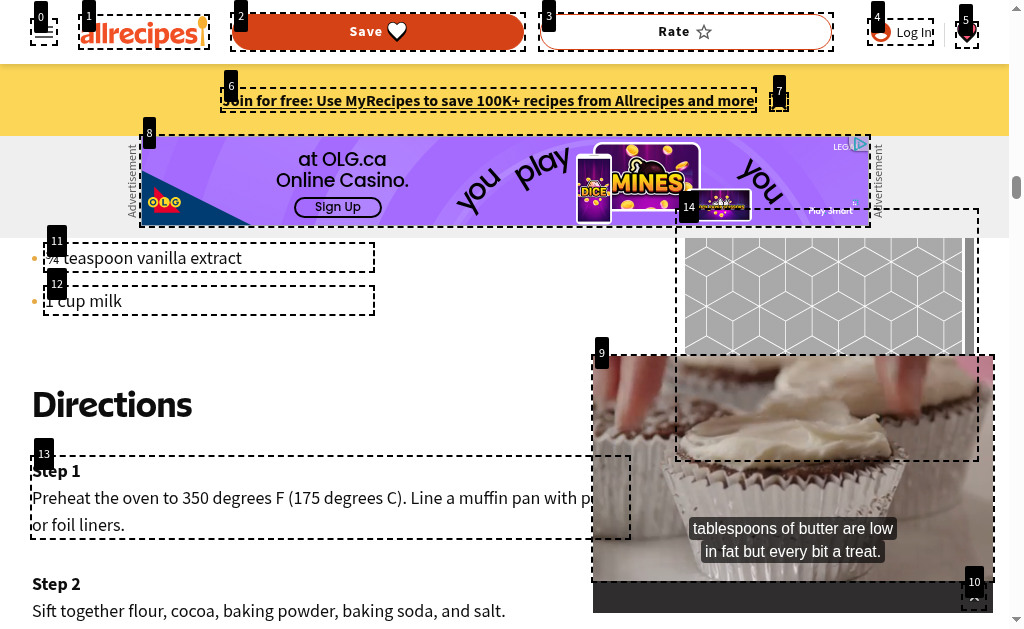 0
1
2
3
4
5
allrecipes
Save
Rate
Log In
6
7
Join for free: Use MyRecipes to save 100K+ recipes from Allrecipes and more
8
Advertisement
at OLG.ca
Online Casino.
Sign Up
OLG
you play
DICE
MINES
you
Play Smart
Advertisement
14
11
¾ teaspoon vanilla extract
12
1 cup milk
9
Directions
13
Step 1
Preheat the oven to 350 degrees F (175 degrees C). Line a muffin pan with p
or foil liners.
tablespoons of butter are low
in fat but every bit a treat.
10
Step 2
Sift together flour, cocoa, baking powder, baking soda, and salt.